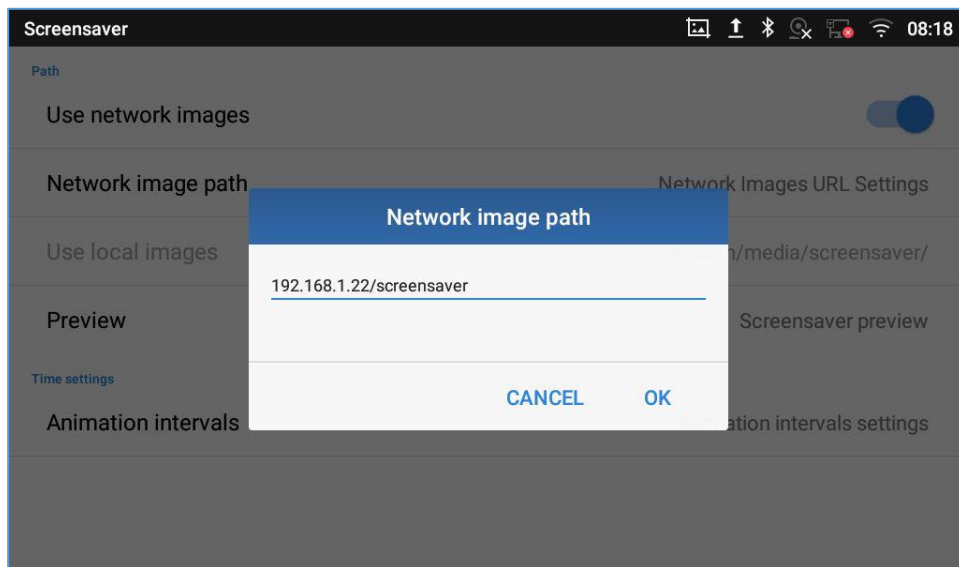 Screensaver 08:18
Path
Use network images
Network image path Network Images URL Settings
Network image path
Use local images /media/screensaver/
192.168.1.22/screensaver
Preview Screensaver preview
Time settings
CANCEL OK
Animation intervals intervals settings